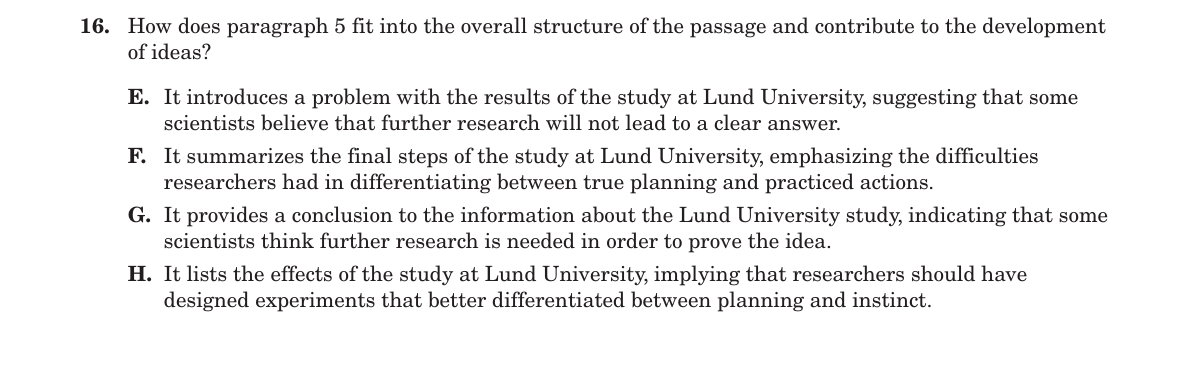 16. How does paragraph 5 fit into the overall structure of the passage and contribute to the development
of ideas?
E. It introduces a problem with the results of the study at Lund University, suggesting that some
scientists believe that further research will not lead to a clear answer.
F. It summarizes the final steps of the study at Lund University, emphasizing the difficulties
researchers had in differentiating between true planning and practiced actions.
G. It provides a conclusion to the information about the Lund University study, indicating that some
scientists think further research is needed in order to prove the idea.
H. It lists the effects of the study at Lund University, implying that researchers should have
designed experiments that better differentiated between planning and instinct.